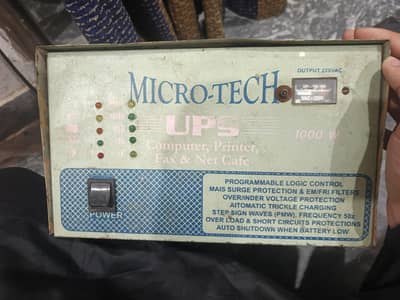 OUTPUT 220VAC
MICRO-TECH
UPS
1000 W
Computer, Printer,
Fax & Net Cafe
POWER
PROGRAMMABLE LOGIC CONTROL
MAIS SURGE PROTECTION & EMI/FRI FILTERS
OVERINDER VOLTAGE PROTECTION
AITOMATIC TRICKLE CHARGING
STEP SIGN WAVES (PMW), FREQUENCY 50x
OVER LOAD & SHORT CIRCUITS PROTECTIONS
AUTO SHUTDOWN WHEN BATTERY LOW